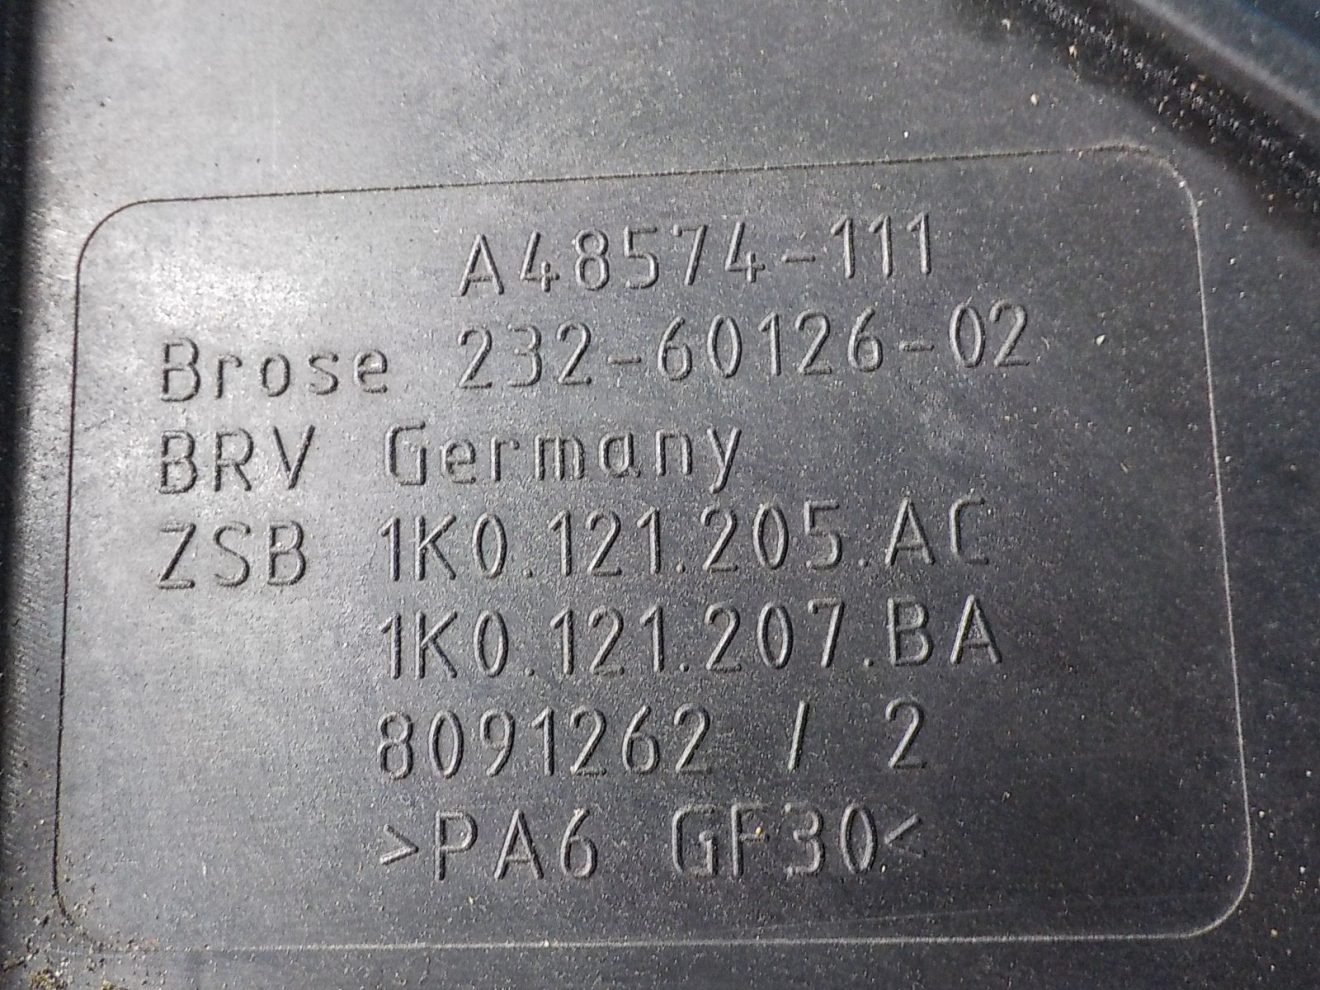 A48574-111
Brose 232-60126-02
BRV Germany
ZSB 1K0.121.205.AC
1K0.121.207.BA
8091262 / 2
>PA6 GF30<